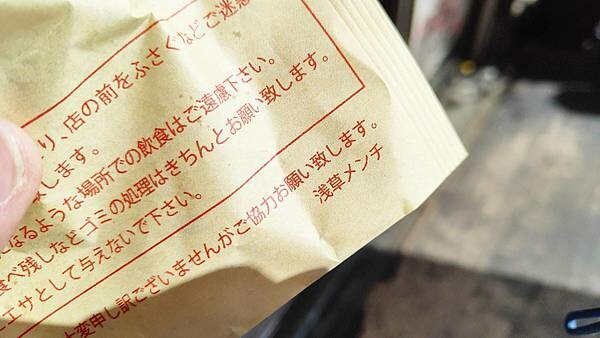 り、店の前をふさぐなどご迷惑
なるような場所での飲食はご遠慮下さい。
します。
食べ残しなどゴミの処理はきちんとお願い致します。
エサとして与えないで下さい。
大変申し訳ございませんがご協力お願い致します。
浅草メンチ